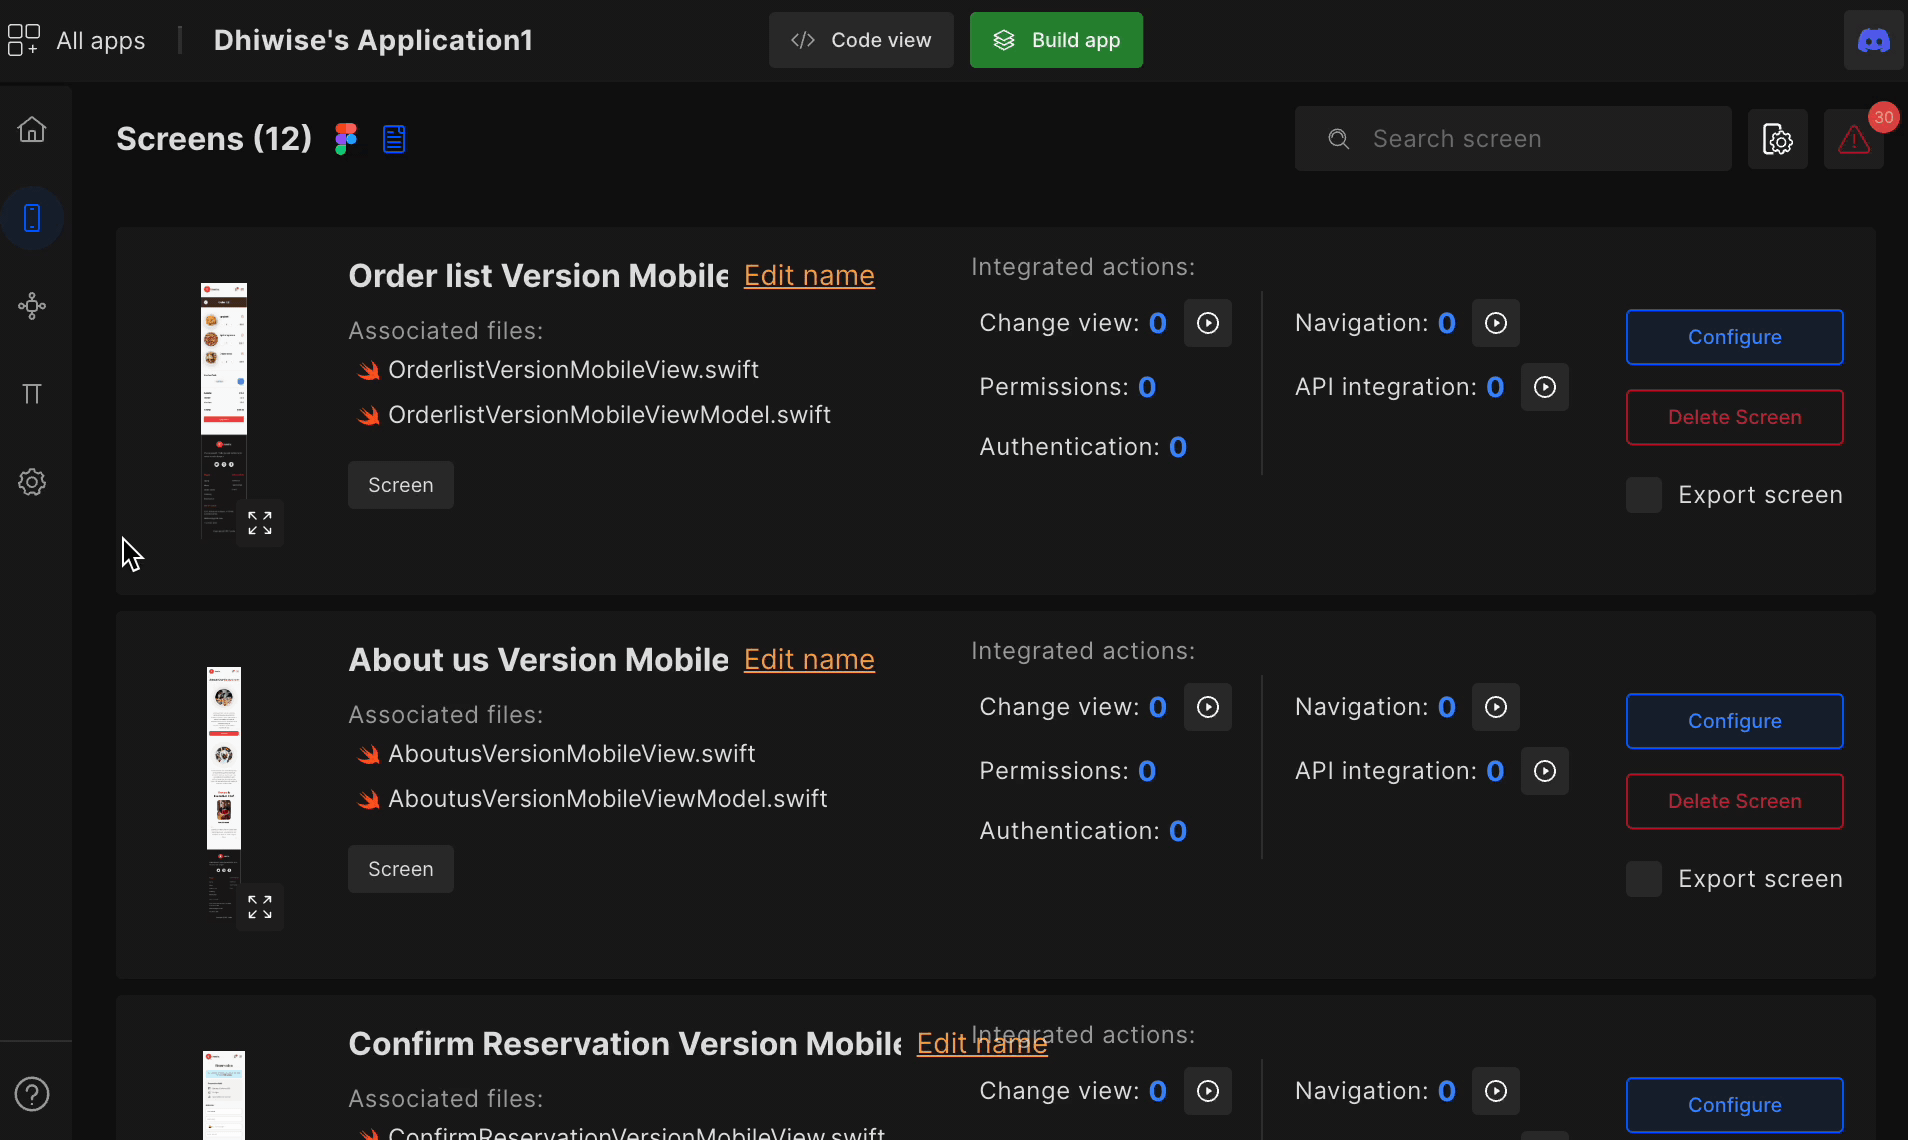 All apps
Dhiwise's Application1
Code view
Build app
Screens (12)
Search screen
30
Order list Version Mobile
Edit name
Associated files:
OrderlistVersionMobileView.swift
OrderlistVersionMobileViewModel.swift
Screen
Integrated actions:
Change view: 0
Navigation: 0
Permissions: 0
API integration: 0
Authentication: 0
Configure
Delete Screen
Export screen
About us Version Mobile
Edit name
Associated files:
AboutusVersionMobileView.swift
AboutusVersionMobileViewModel.swift
Screen
Integrated actions:
Change view: 0
Navigation: 0
Permissions: 0
API integration: 0
Authentication: 0
Configure
Delete Screen
Export screen
Confirm Reservation Version Mobile
Edit name
Associated files:
ConfirmReservationVersionMobileView.swift
Integrated actions:
Change view: 0
Navigation: 0
Configure